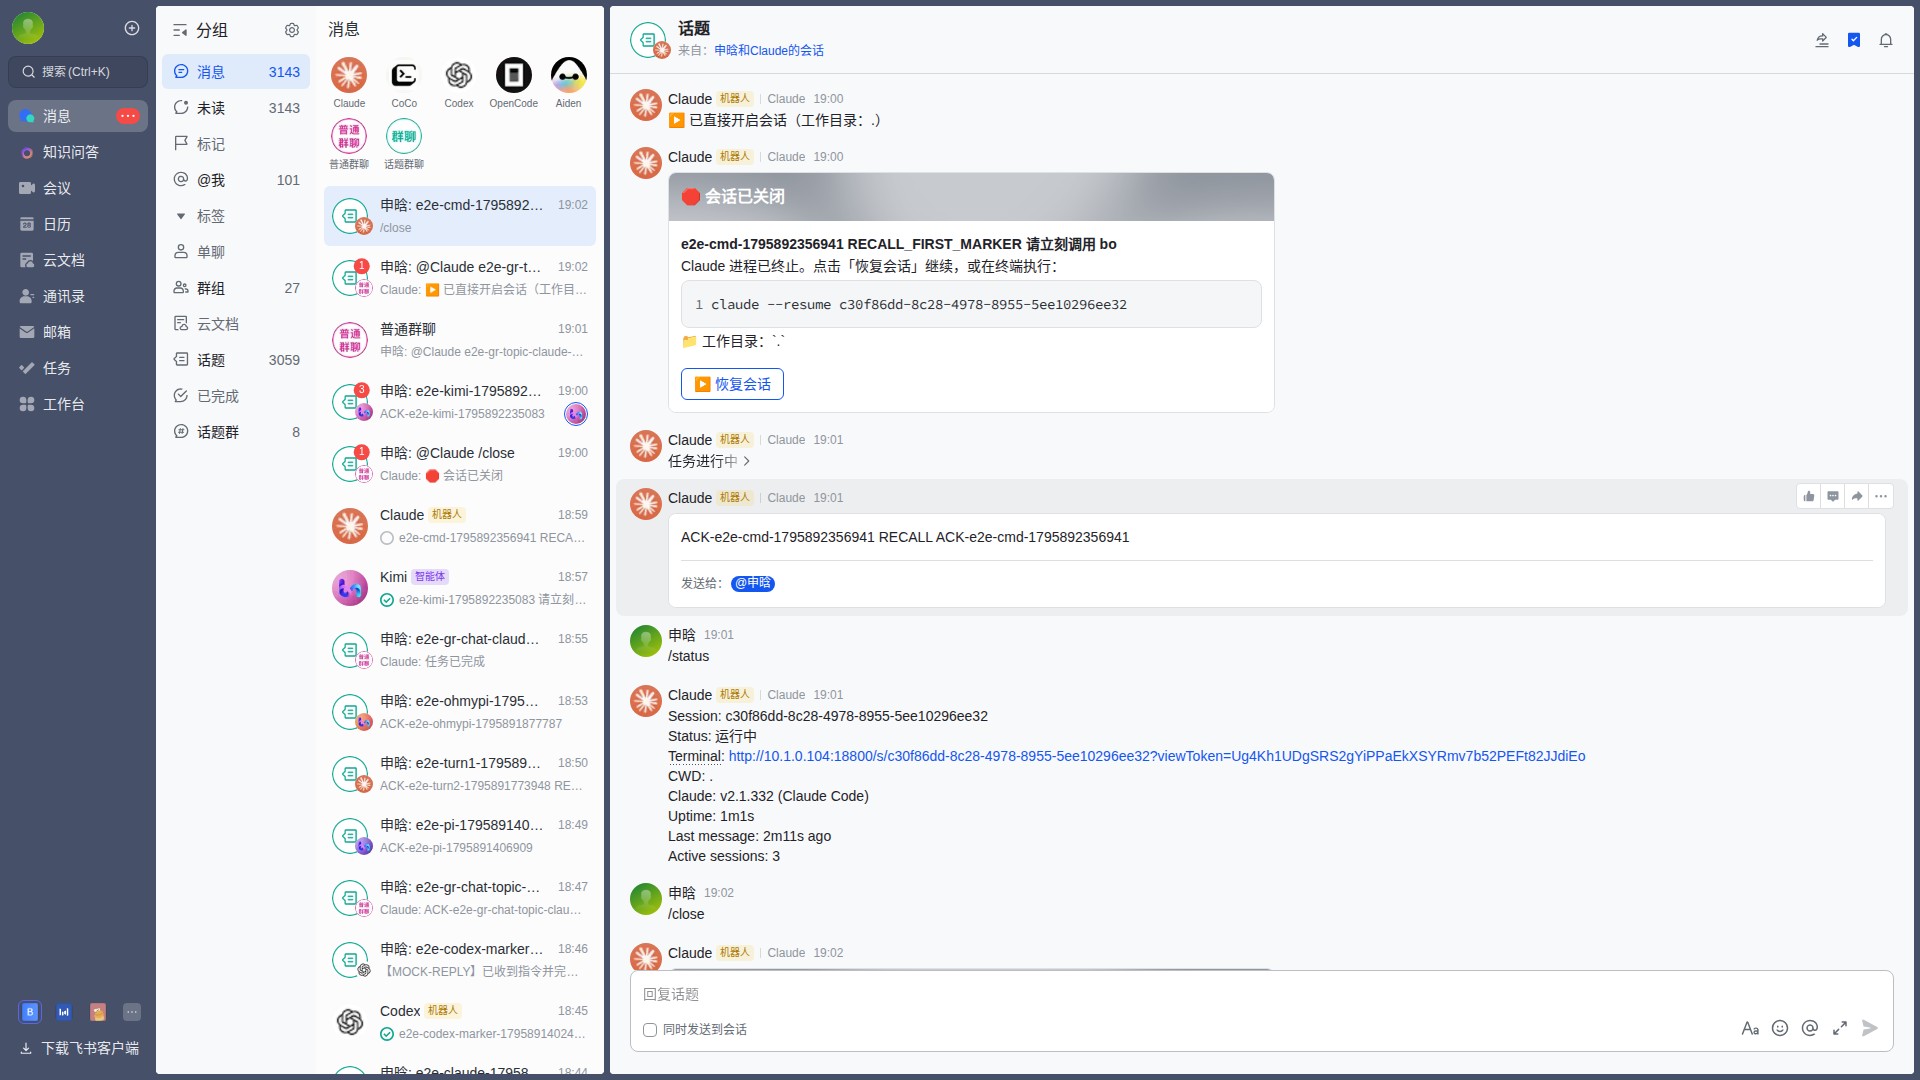 搜索 (Ctrl+K)
消息
知识问答
会议
日历
云文档
通讯录
邮箱
任务
工作台
下载飞书客户端
分组
消息 3143
未读 3143
标记
@我 101
标签
单聊
群组 27
云文档
话题 3059
已完成
话题群 8
消息
Claude CoCo Codex OpenCode Aiden
普通群聊
群聊
普通群聊 话题群聊
申晗: e2e-cmd-1795892... 19:02
/close
1
申晗: @Claude e2e-gr-t... 19:02
Claude: ▶️ 已直接开启会话（工作目...
普通群聊
普通群聊 19:01
申晗: @Claude e2e-gr-topic-claude-...
3
申晗: e2e-kimi-1795892... 19:00
ACK-e2e-kimi-1795892235083
1
申晗: @Claude /close 19:00
Claude: 🛑 会话已关闭
Claude 机器人 18:59
e2e-cmd-1795892356941 RECA...
Kimi 智能体 18:57
e2e-kimi-1795892235083 请立刻...
申晗: e2e-gr-chat-claud... 18:55
Claude: 任务已完成
申晗: e2e-ohmypi-1795... 18:53
ACK-e2e-ohmypi-1795891877787
申晗: e2e-turn1-179589... 18:50
ACK-e2e-turn2-1795891773948 RE...
申晗: e2e-pi-179589140... 18:49
ACK-e2e-pi-1795891406909
申晗: e2e-gr-chat-topic-... 18:47
Claude: ACK-e2e-gr-chat-topic-clau...
申晗: e2e-codex-marker... 18:46
【MOCK-REPLY】已收到指令并完...
Codex 机器人 18:45
e2e-codex-marker-17958914024...
申晗: e2e-claude-17958... 18:44
话题
来自：申晗和Claude的会话
Claude 机器人 | Claude 19:00
▶️ 已直接开启会话（工作目录：.）
Claude 机器人 | Claude 19:00
🛑 会话已关闭
e2e-cmd-1795892356941 RECALL_FIRST_MARKER 请立刻调用 bo
Claude 进程已终止。点击「恢复会话」继续，或在终端执行：
1 claude --resume c30f86dd-8c28-4978-8955-5ee10296ee32
📁 工作目录：`.`
▶️ 恢复会话
Claude 机器人 | Claude 19:01
任务进行中
Claude 机器人 | Claude 19:01
ACK-e2e-cmd-1795892356941 RECALL ACK-e2e-cmd-1795892356941
发送给：@申晗
申晗 19:01
/status
Claude 机器人 | Claude 19:01
Session: c30f86dd-8c28-4978-8955-5ee10296ee32
Status: 运行中
Terminal: http://10.1.0.104:18800/s/c30f86dd-8c28-4978-8955-5ee10296ee32?viewToken=Ug4Kh1UDgSRS2gYiPPaEkXSYRmv7b52PEFt82JJdiEo
CWD: .
Claude: v2.1.332 (Claude Code)
Uptime: 1m1s
Last message: 2m11s ago
Active sessions: 3
申晗 19:02
/close
Claude 机器人 | Claude 19:02
回复话题
同时发送到会话